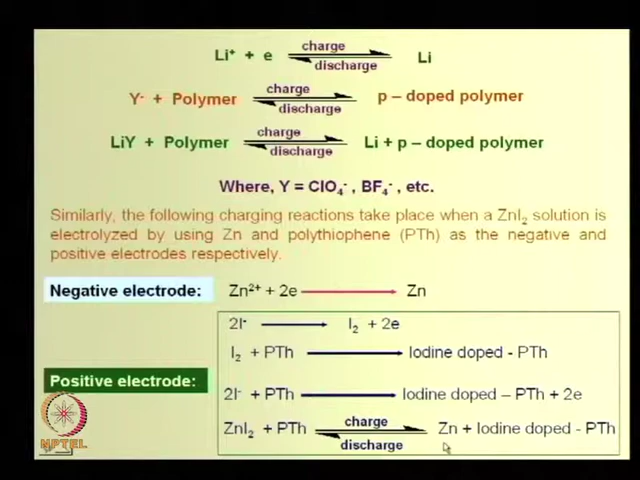 Li⁺ + e charge discharge Li
Y⁻ + Polymer charge discharge p – doped polymer
LiY + Polymer charge discharge Li + p – doped polymer
Where, Y = ClO₄⁻ , BF₄⁻ , etc.
Similarly, the following charging reactions take place when a ZnI₂ solution is
electrolyzed by using Zn and polythiophene (PTh) as the negative and
positive electrodes respectively.
Negative electrode: Zn²⁺ + 2e Zn
2I⁻ I₂ + 2e
I₂ + PTh Iodine doped - PTh
Positive electrode:
2I⁻ + PTh Iodine doped – PTh + 2e
ZnI₂ + PTh charge discharge Zn + Iodine doped - PTh
NPTEL